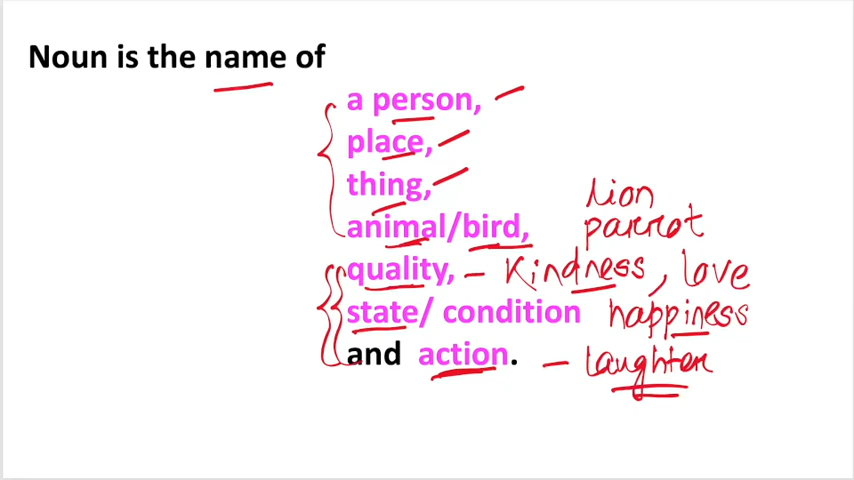 Noun is the name of
a person,
place,
thing,
animal/bird, lion parrot
quality, – Kindness, love
state/ condition happiness
and action. – laughter